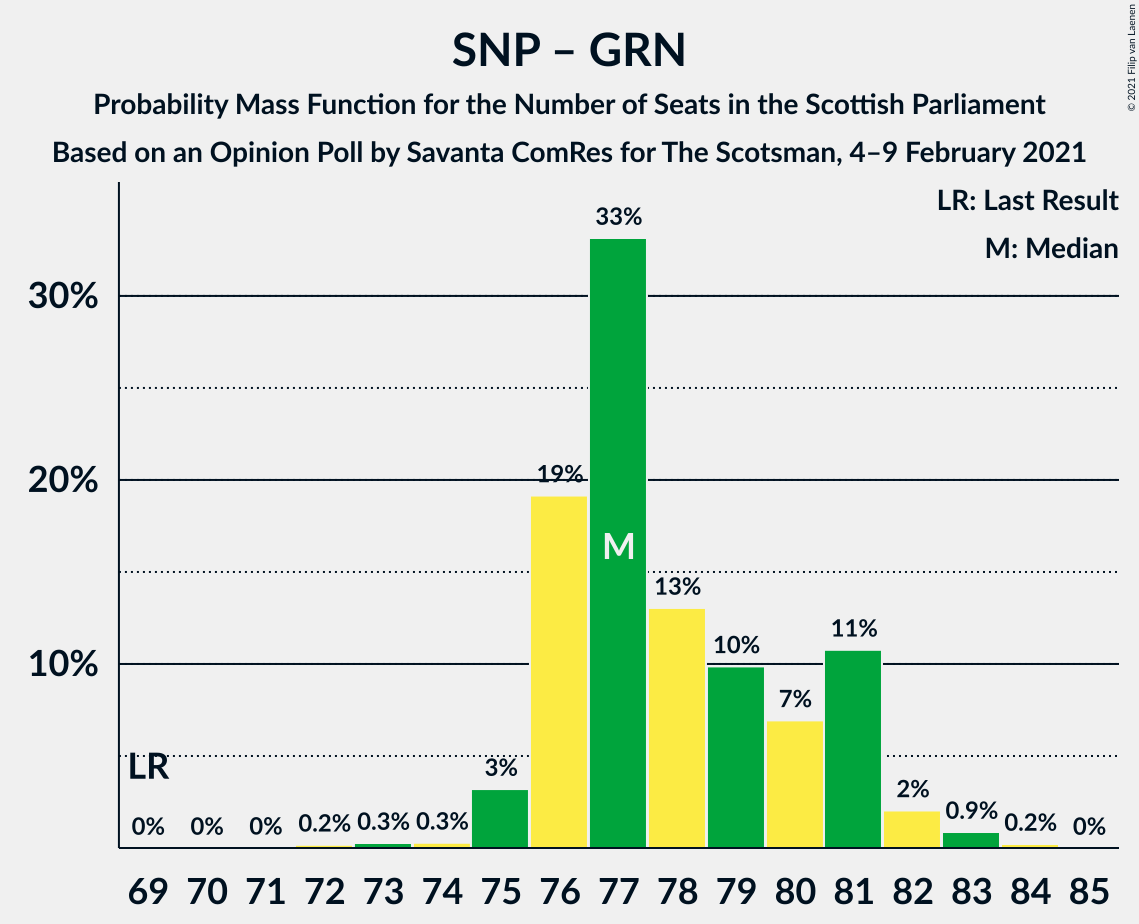 © 2021 Filip van Laenen
SNP – GRN
Probability Mass Function for the Number of Seats in the Scottish Parliament
Based on an Opinion Poll by Savanta ComRes for The Scotsman, 4–9 February 2021
LR: Last Result
M: Median
33%
30%
19%
20%
M
13%
11%
10%
10%
7%
LR
3%
2%
0% 0% 0% 0.2% 0.3% 0.3% 0.9% 0.2% 0%
69 70 71 72 73 74 75 76 77 78 79 80 81 82 83 84 85